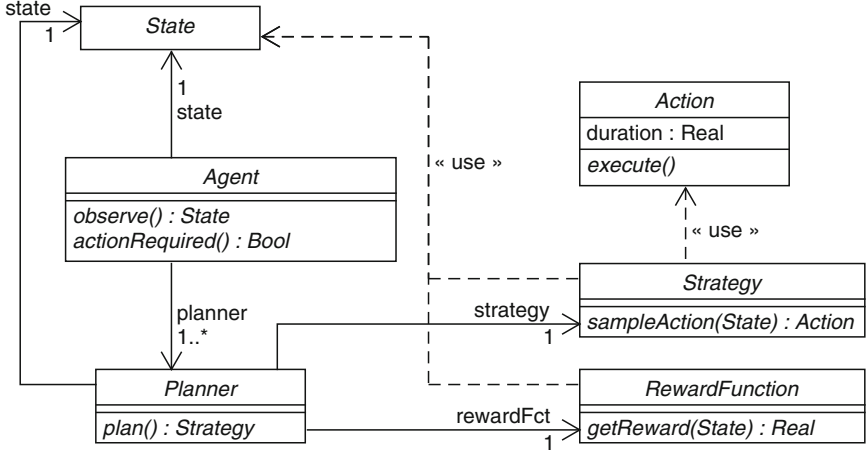 state
1
State
1
state
Action
duration : Real
execute()
« use »
Agent
observe() : State
actionRequired() : Bool
« use »
Strategy
sampleAction(State) : Action
planner
1..*
strategy
1
Planner
plan() : Strategy
rewardFct
1
RewardFunction
getReward(State) : Real